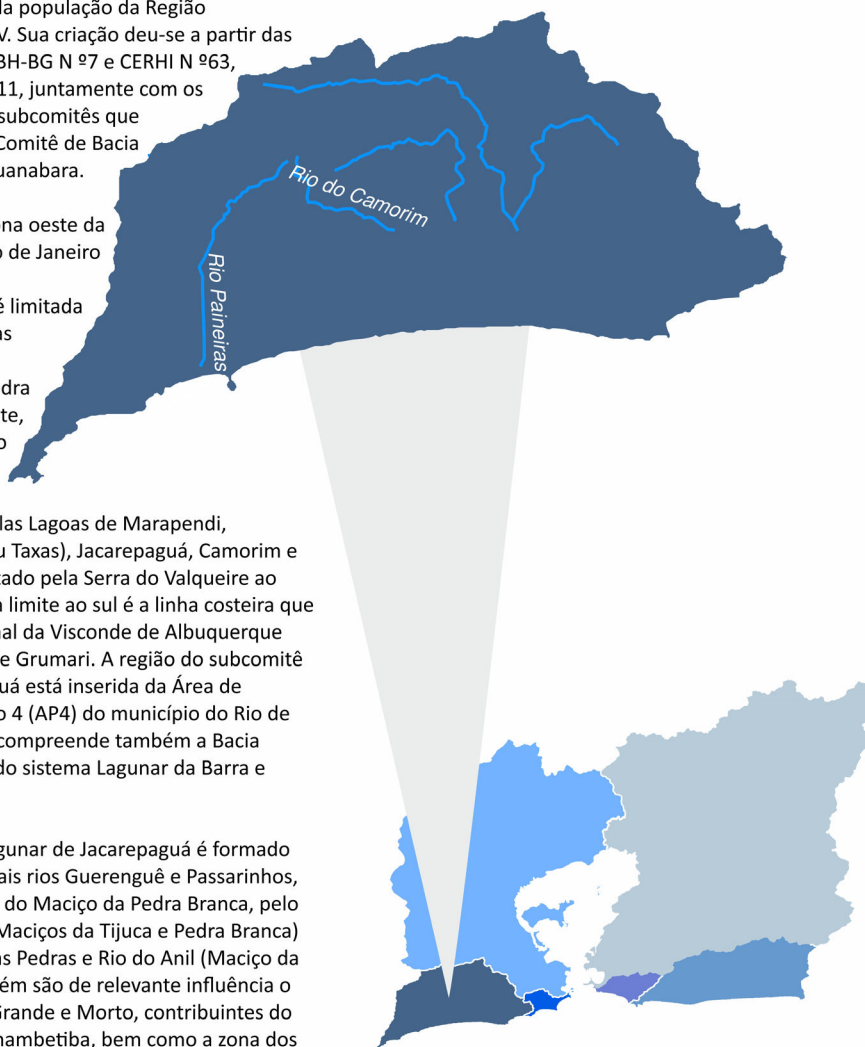 da população da Região
V. Sua criação deu-se a partir das
BH-BG N º7 e CERHI N º63,
11, juntamente com os
subcomitês que
Comitê de Bacia
uanabara.
na oeste da
o de Janeiro
é limitada
as
dra
te,
o
las Lagoas de Marapendi,
u Taxas), Jacarepaguá, Camorim e
tado pela Serra do Valqueire ao
a limite ao sul é a linha costeira que
nal da Visconde de Albuquerque
e Grumari. A região do subcomitê
uá está inserida da Área de
o 4 (AP4) do município do Rio de
compreende também a Bacia
do sistema Lagunar da Barra e
gunar de Jacarepaguá é formado
ais rios Guerenguê e Passarinhos,
do Maciço da Pedra Branca, pelo
Maciços da Tijuca e Pedra Branca)
as Pedras e Rio do Anil (Maciço da
ém são de relevante influência o
Grande e Morto, contribuintes do
nambetiba, bem como a zona dos
Rio do Camorim
Rio Paineiras